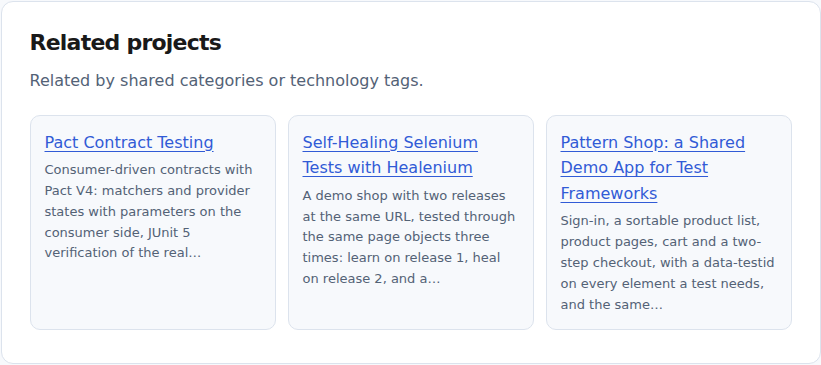 Related projects
Related by shared categories or technology tags.
Pact Contract Testing
Consumer-driven contracts with
Pact V4: matchers and provider
states with parameters on the
consumer side, JUnit 5
verification of the real…
Self-Healing Selenium
Tests with Healenium
A demo shop with two releases
at the same URL, tested through
the same page objects three
times: learn on release 1, heal
on release 2, and a…
Pattern Shop: a Shared
Demo App for Test
Frameworks
Sign-in, a sortable product list,
product pages, cart and a two-
step checkout, with a data-testid
on every element a test needs,
and the same…